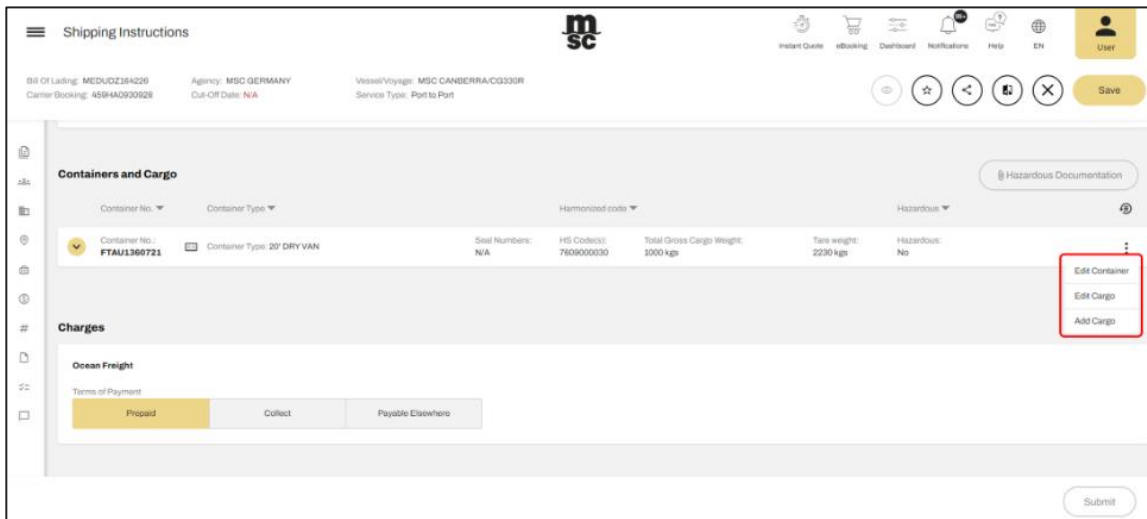 Shipping Instructions
msc
Instant Quote eBooking Dashboard Notifications Help EN User
Bill Of Lading: MEDUDZ164226 Agency: MSC GERMANY Vessel/Voyage: MSC CANBERRA/CG330R
Carrier Booking: 459HA0930928 Cut-Off Date: N/A Service Type: Port to Port
Save
Containers and Cargo
Hazardous Documentation
Container No. Container Type Harmonized code Hazardous
Container No.: Seal Numbers: HS Code(s): Total Gross Cargo Weight: Tare weight: Hazardous:
FTAU1360721 Container Type: 20' DRY VAN N/A 7609000030 1000 kgs 2230 kgs No
Edit Container
Edit Cargo
Add Cargo
Charges
Ocean Freight
Terms of Payment
Prepaid Collect Payable Elsewhere
Submit